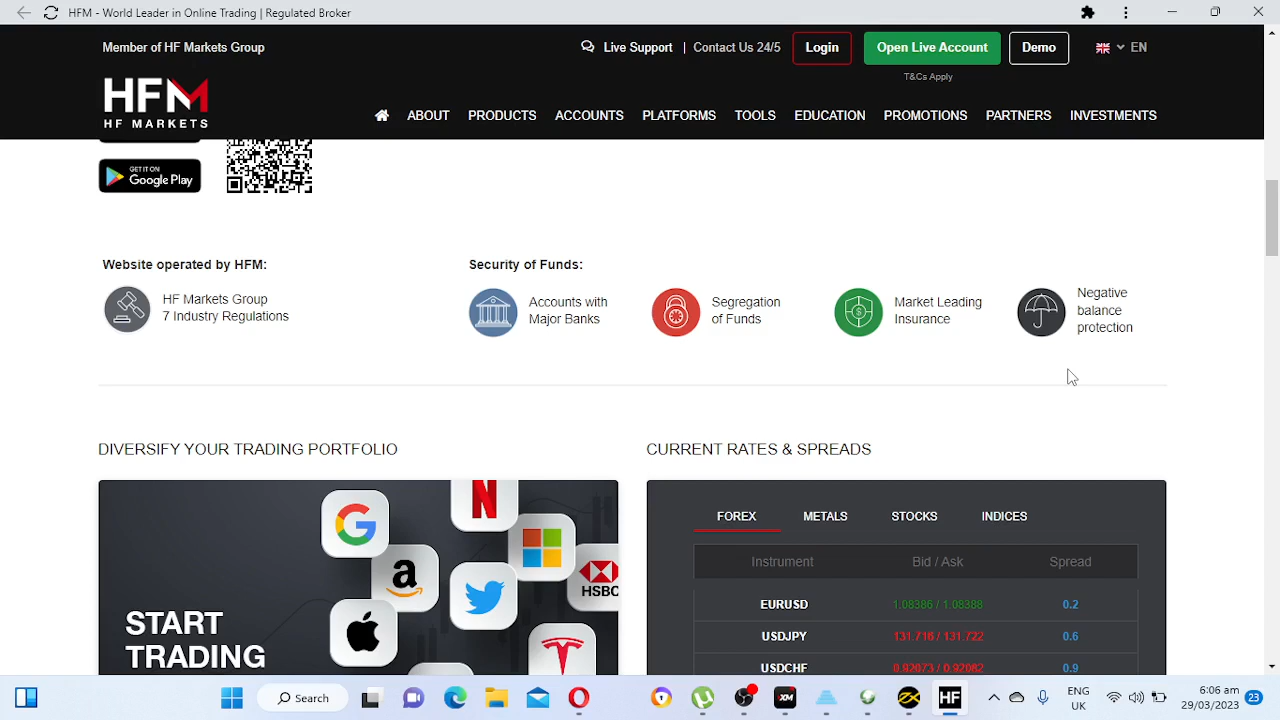 HFM - World Leader in Online Trading | Regulated Broker
Member of HF Markets Group
Live Support | Contact Us 24/5
Login
Open Live Account
Demo
EN
T&Cs Apply
HFM
HF MARKETS
ABOUT
PRODUCTS
ACCOUNTS
PLATFORMS
TOOLS
EDUCATION
PROMOTIONS
PARTNERS
INVESTMENTS
GET IT ON
Google Play
Website operated by HFM:
HF Markets Group
7 Industry Regulations
Security of Funds:
Accounts with
Major Banks
Segregation
of Funds
Market Leading
Insurance
Negative
balance
protection
DIVERSIFY YOUR TRADING PORTFOLIO
START
TRADING
HSBC
CURRENT RATES & SPREADS
FOREX METALS STOCKS INDICES
Instrument Bid / Ask Spread
EURUSD 1.08386 / 1.08388 0.2
USDJPY 131.716 / 131.722 0.6
USDCHF 0.92073 / 0.92082 0.9
Search
XM
HF
ENG
UK
6:06 am
29/03/2023
23